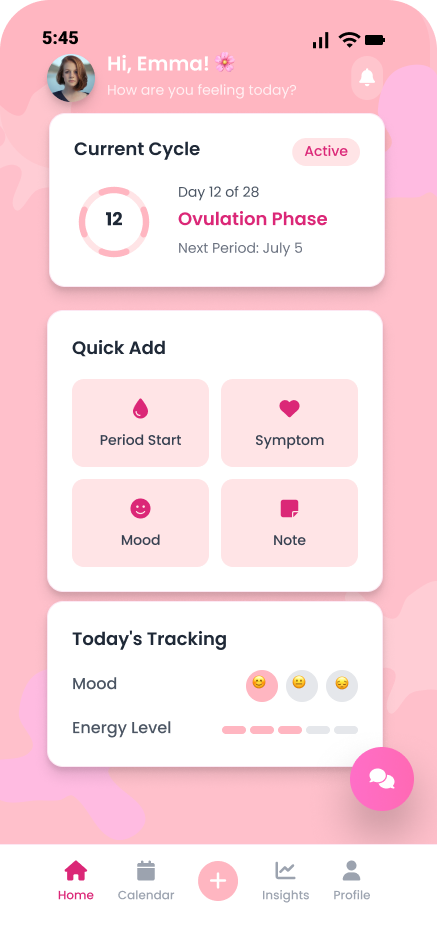 5:45
Hi, Emma! 🌸
How are you feeling today?
Current Cycle
Active
12
Day 12 of 28
Ovulation Phase
Next Period: July 5
Quick Add
Period Start
Symptom
Mood
Note
Today's Tracking
Mood
Energy Level
Home
Calendar
Insights
Profile